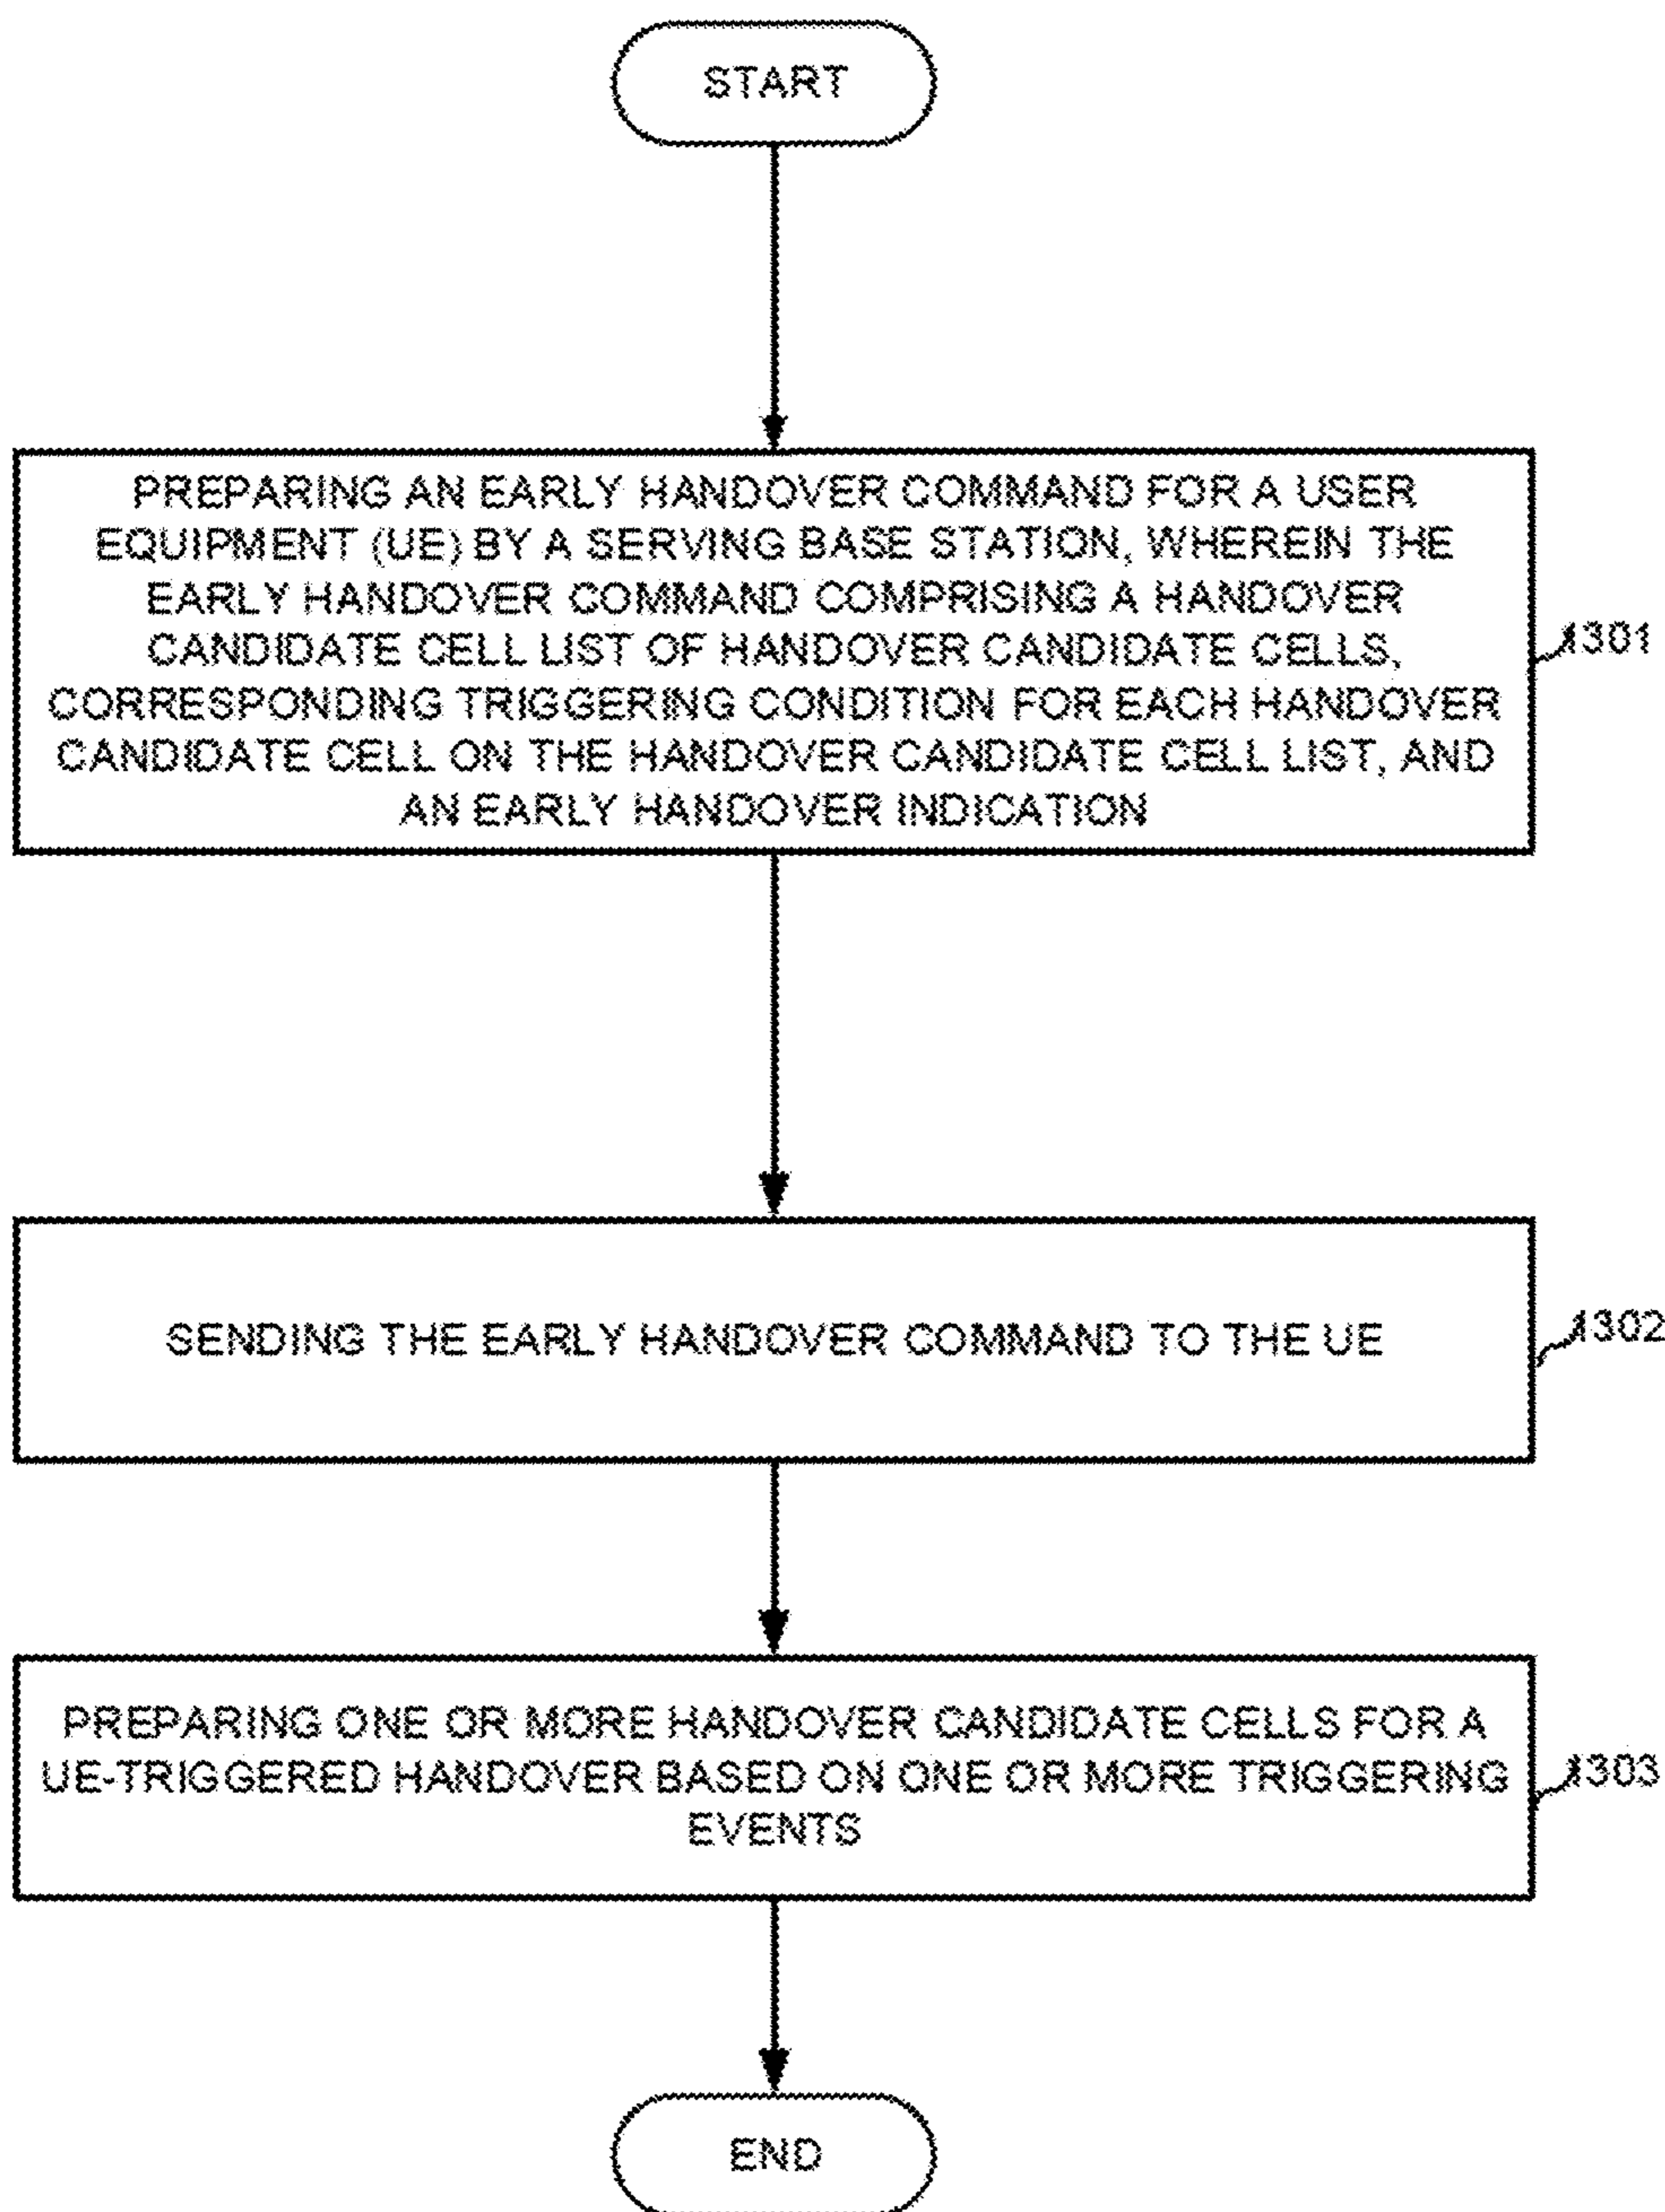 START
PREPARING AN EARLY HANDOVER COMMAND FOR A USER
EQUIPMENT (UE) BY A SERVING BASE STATION, WHEREIN THE
EARLY HANDOVER COMMAND COMPRISING A HANDOVER
CANDIDATE CELL LIST OF HANDOVER CANDIDATE CELLS,
CORRESPONDING TRIGGERING CONDITION FOR EACH HANDOVER
CANDIDATE CELL ON THE HANDOVER CANDIDATE CELL LIST, AND
AN EARLY HANDOVER INDICATION
1301
SENDING THE EARLY HANDOVER COMMAND TO THE UE
1302
PREPARING ONE OR MORE HANDOVER CANDIDATE CELLS FOR A
UE-TRIGGERED HANDOVER BASED ON ONE OR MORE TRIGGERING
EVENTS
1303
END